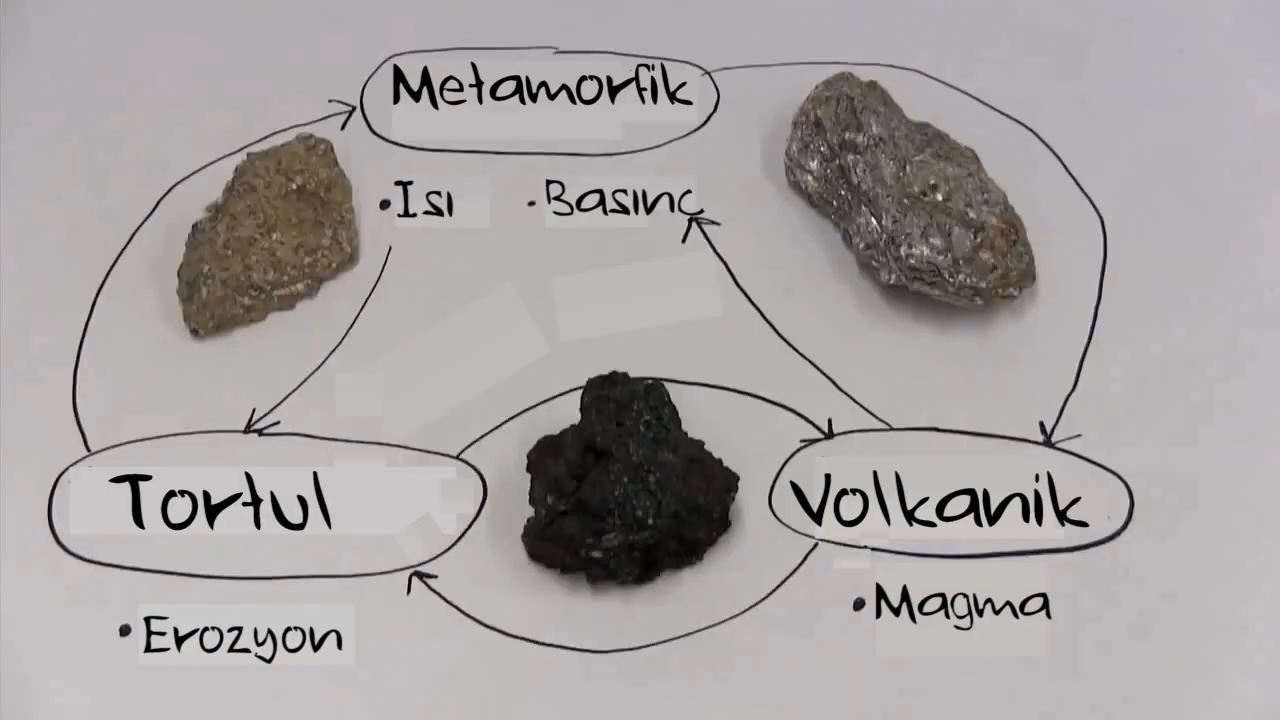 Metamorfik
• Isı
• Basınç
Tortul
Volkanik
• Erozyon
• Magma